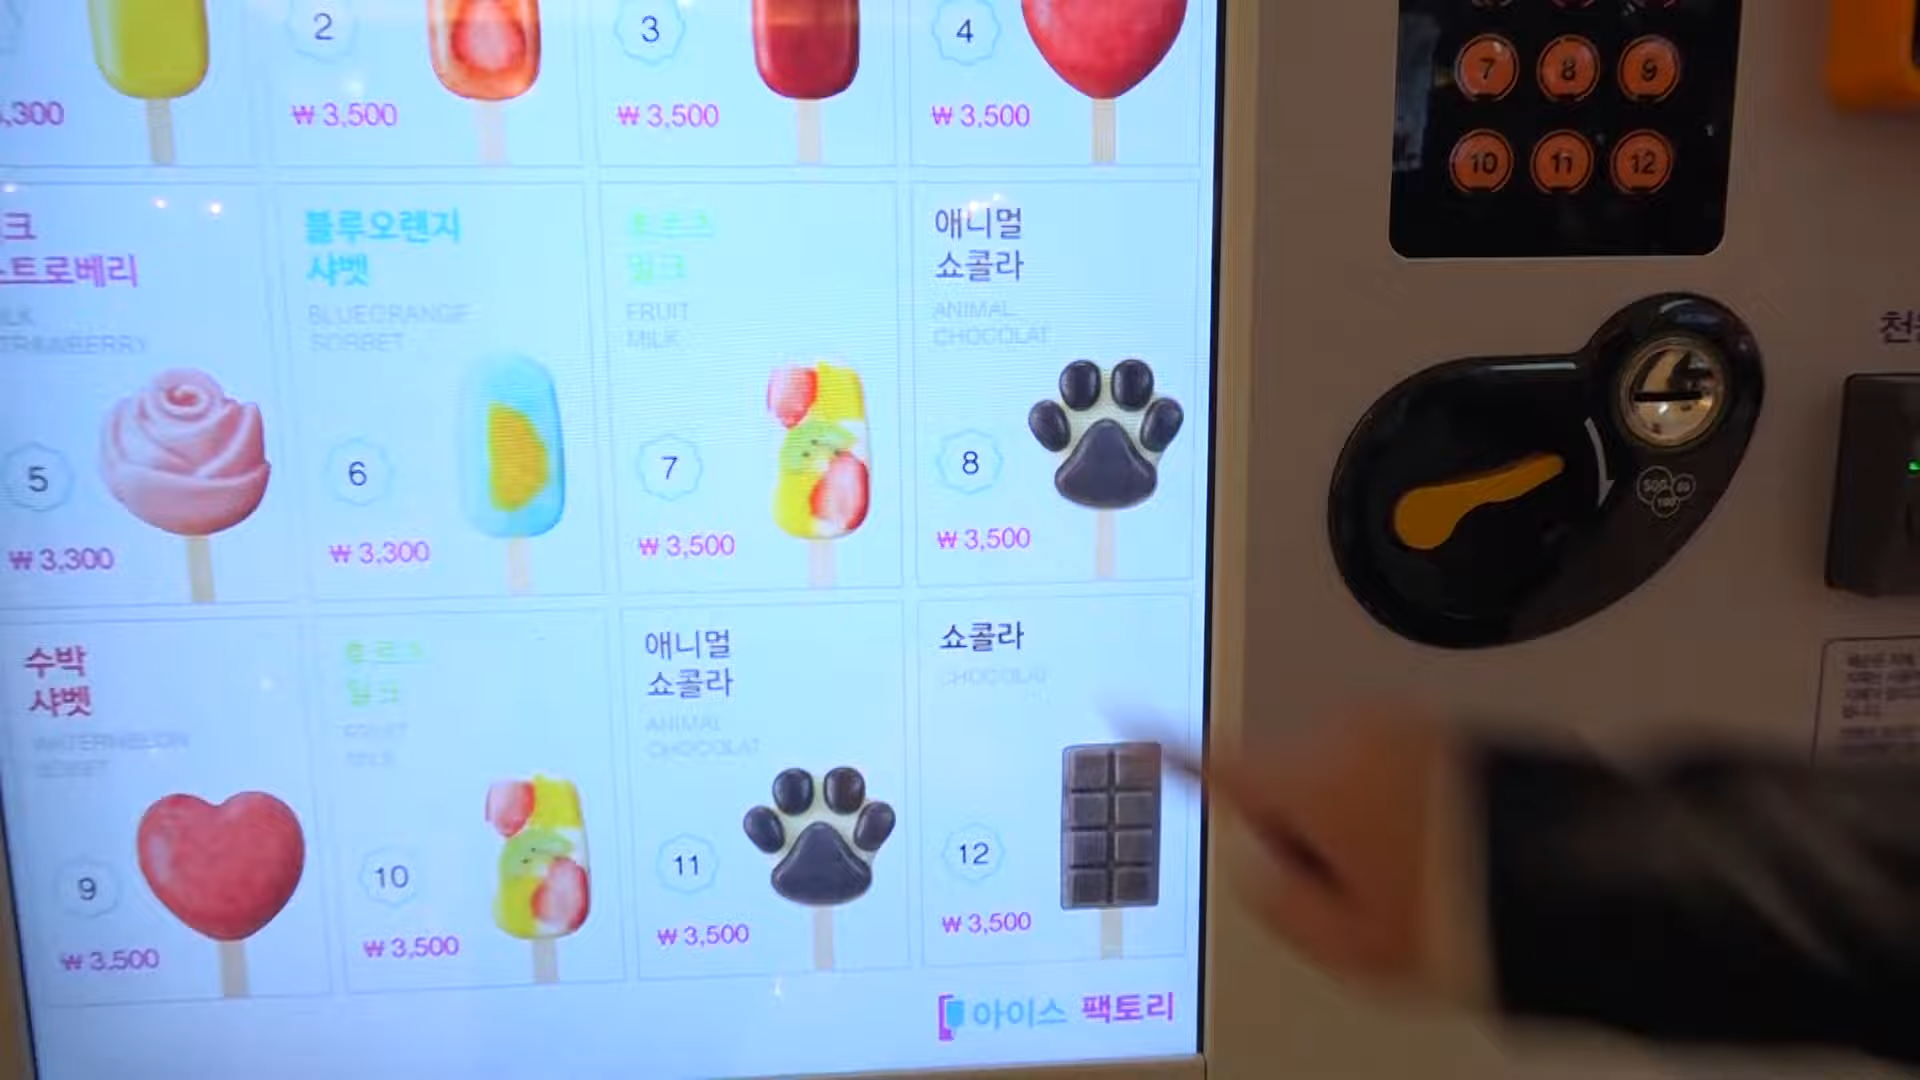 2
3
4
,300
₩ 3,500
₩ 3,500
₩ 3,500
크
스트로베리
ILK
TRAWBERRY
5
₩ 3,300
블루오렌지
샤벳
BLUEORANGE
SORBET
6
₩ 3,300
후르츠
밀크
FRUIT
MILK
7
₩ 3,500
애니멀
쇼콜라
ANIMAL
CHOCOLAT
8
₩ 3,500
수박
샤벳
WATERMELON
SORBET
9
₩ 3,500
후르츠
밀크
FRUIT
MILK
10
₩ 3,500
애니멀
쇼콜라
ANIMAL
CHOCOLAT
11
₩ 3,500
쇼콜라
CHOCOLAT
12
₩ 3,500
아이스 팩토리
7 8 9
10 11 12
500 50
100